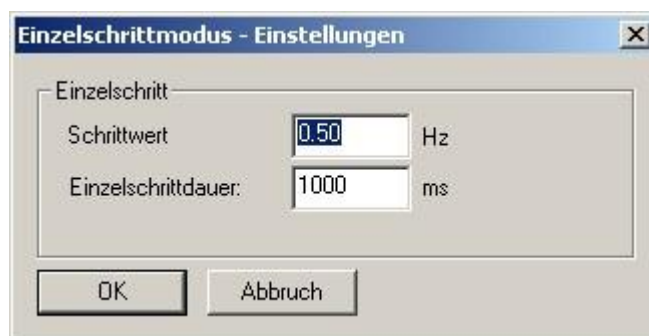 Einzelschrittmodus - Einstellungen
Einzelschritt
Schrittwert 0.50 Hz
Einzelschrittdauer: 1000 ms
OK Abbruch